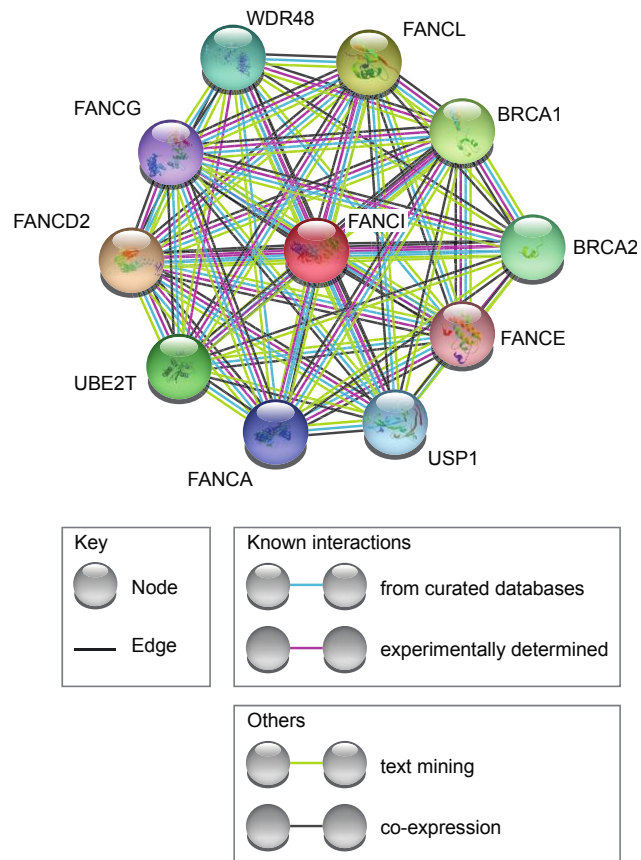 WDR48
FANCL
FANCG
BRCA1
FANCD2
FANCI
BRCA2
FANCE
UBE2T
USP1
FANCA
Key
Node
Edge
Known interactions
from curated databases
experimentally determined
Others
text mining
co-expression